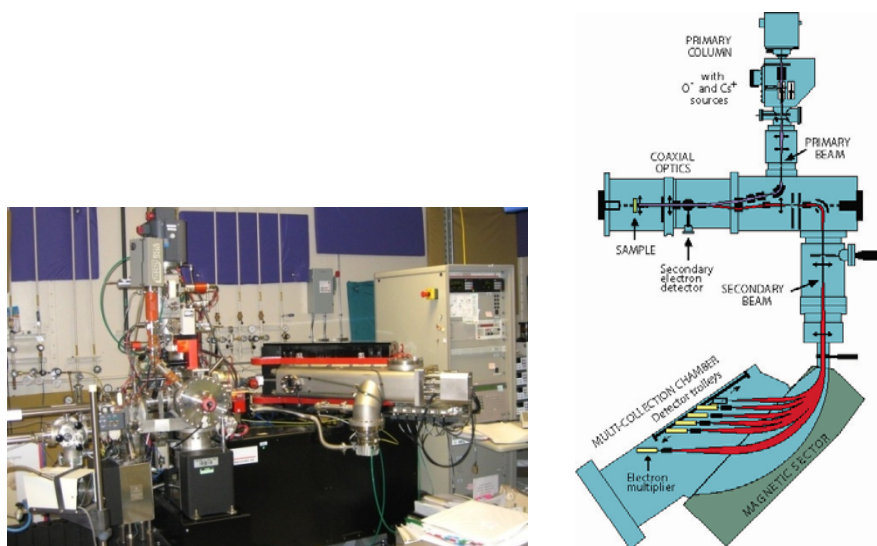 PRIMARY
COLUMN
with
O⁻ and Cs⁺
sources
PRIMARY
BEAM
COAXIAL
OPTICS
SAMPLE
Secondary
electron
detector
SECONDARY
BEAM
MULTI-COLLECTION CHAMBER
Detector trolleys
Electron
multiplier
MAGNETIC SECTOR